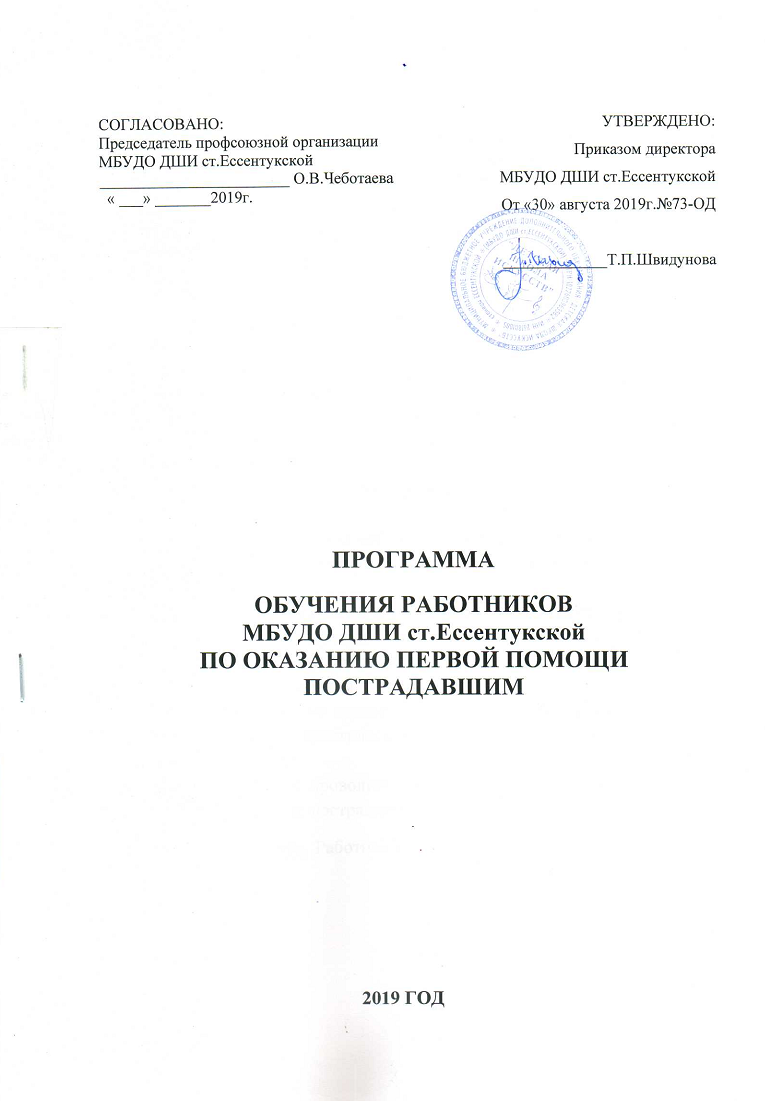 СОГЛАСОВАНО:
Председатель профсоюзной организации
МБУДО ДШИ ст.Ессентукской
________________________ О.В.Чеботаева
« ___» _______2019г.
УТВЕРЖДЕНО:
Приказом директора
МБУДО ДШИ ст.Ессентукской
От «30» августа 2019г.№73-ОД
______________Т.П.Швидунова
ПРОГРАММА
ОБУЧЕНИЯ РАБОТНИКОВ
МБУДО ДШИ ст.Ессентукской
ПО ОКАЗАНИЮ ПЕРВОЙ ПОМОЩИ
ПОСТРАДАВШИМ
2019 ГОД